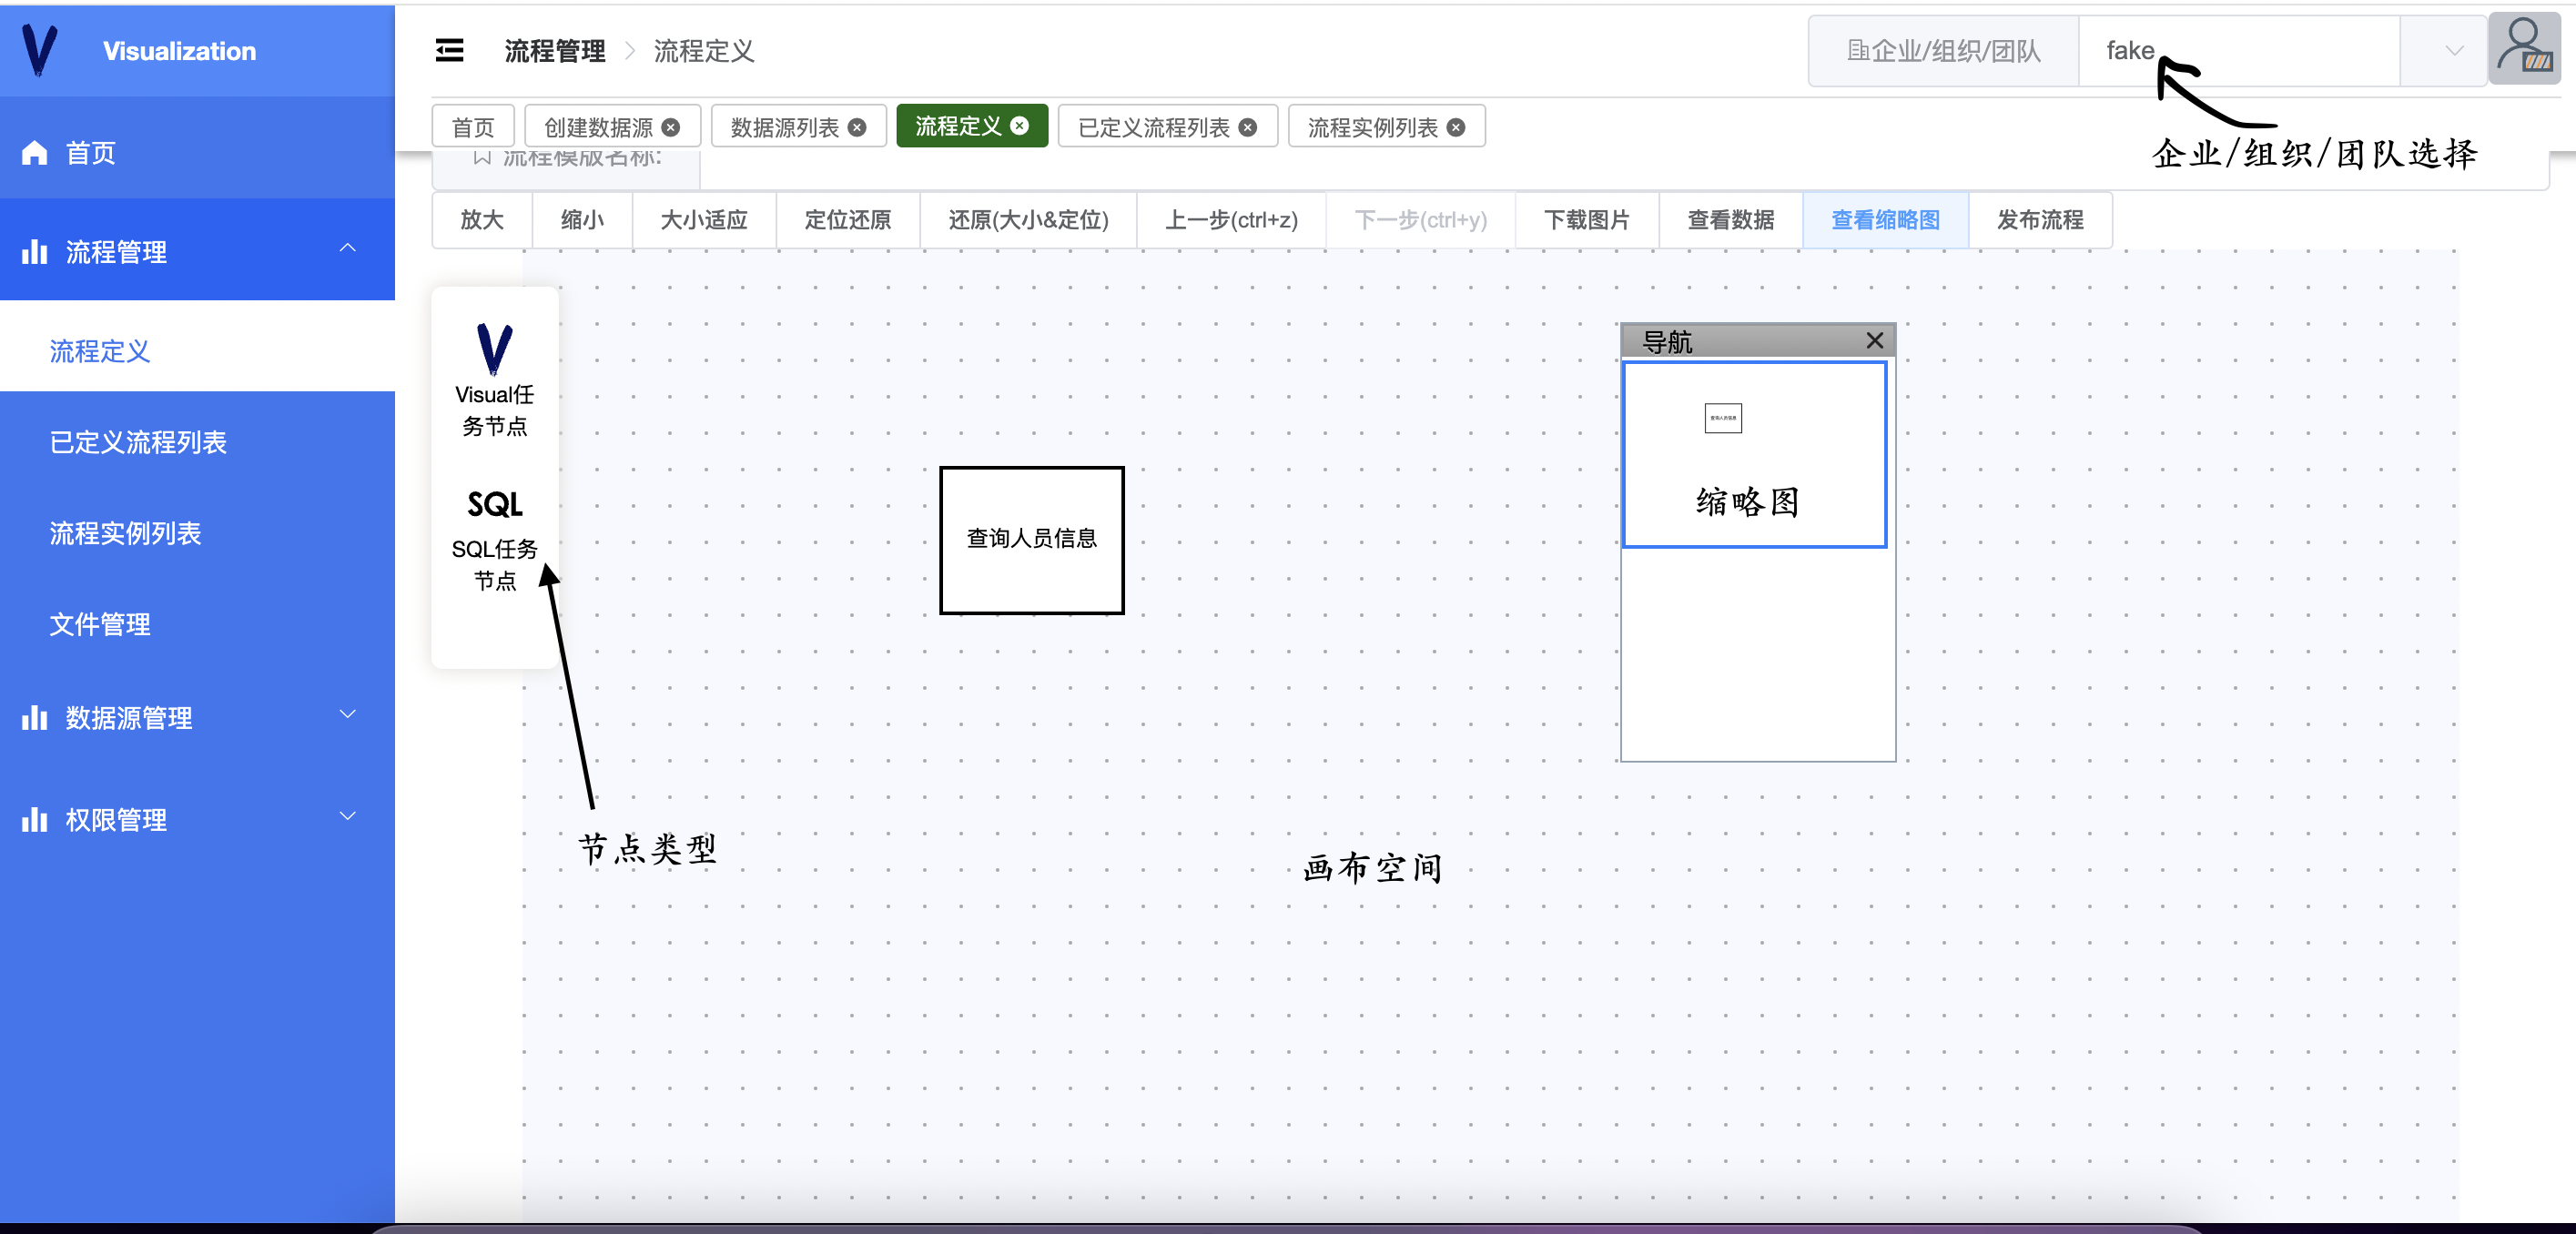 Visualization
流程管理 流程定义
企业/组织/团队 fake
首页 创建数据源 数据源列表 流程定义 已定义流程列表 流程实例列表
企业/组织/团队选择
流程模版名称:
放大 缩小 大小适应 定位还原 还原(大小&定位) 上一步(ctrl+z) 下一步(ctrl+y) 下载图片 查看数据 查看缩略图 发布流程
首页
流程管理
流程定义
已定义流程列表
流程实例列表
文件管理
数据源管理
权限管理
Visual任
务节点
SQL
SQL任务
节点
节点类型
查询人员信息
导航
查询人员信息
缩略图
画布空间